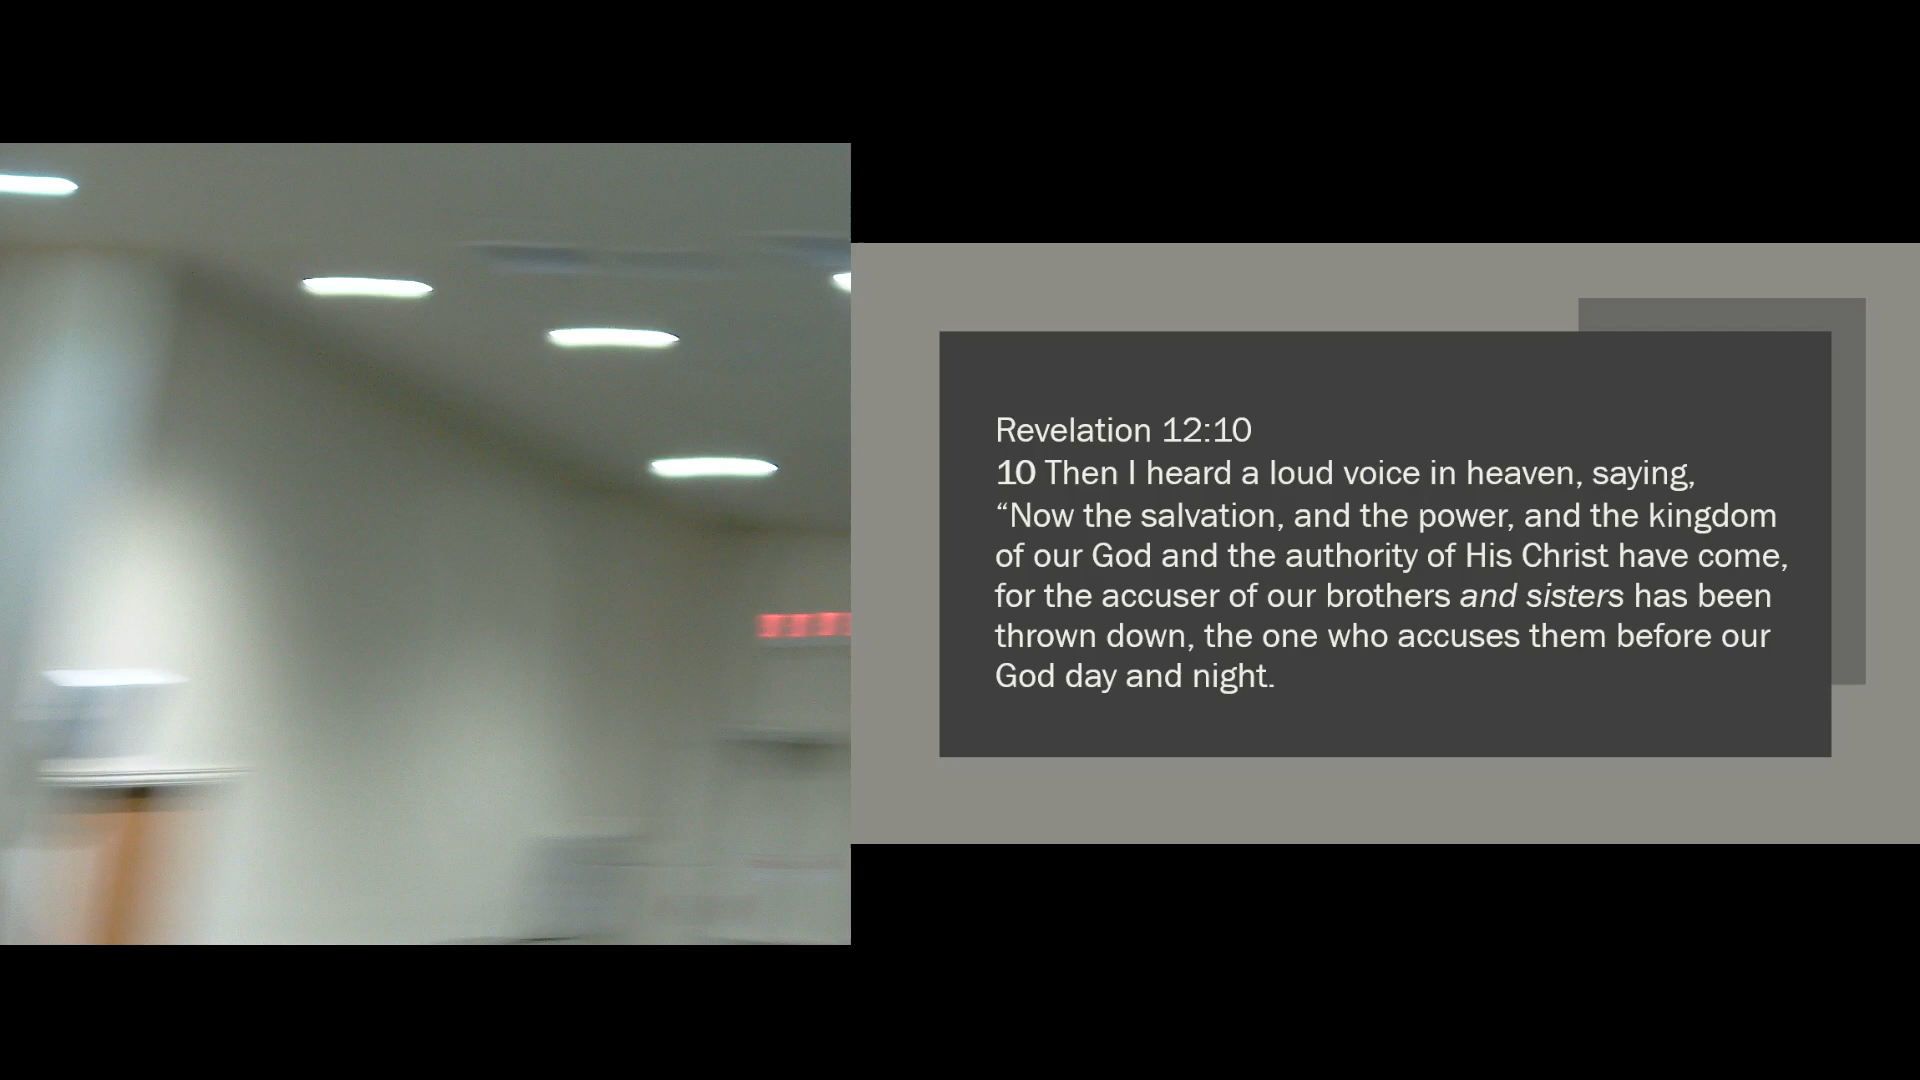 Revelation 12:10
10 Then I heard a loud voice in heaven, saying,
“Now the salvation, and the power, and the kingdom
of our God and the authority of His Christ have come,
for the accuser of our brothers and sisters has been
thrown down, the one who accuses them before our
God day and night.